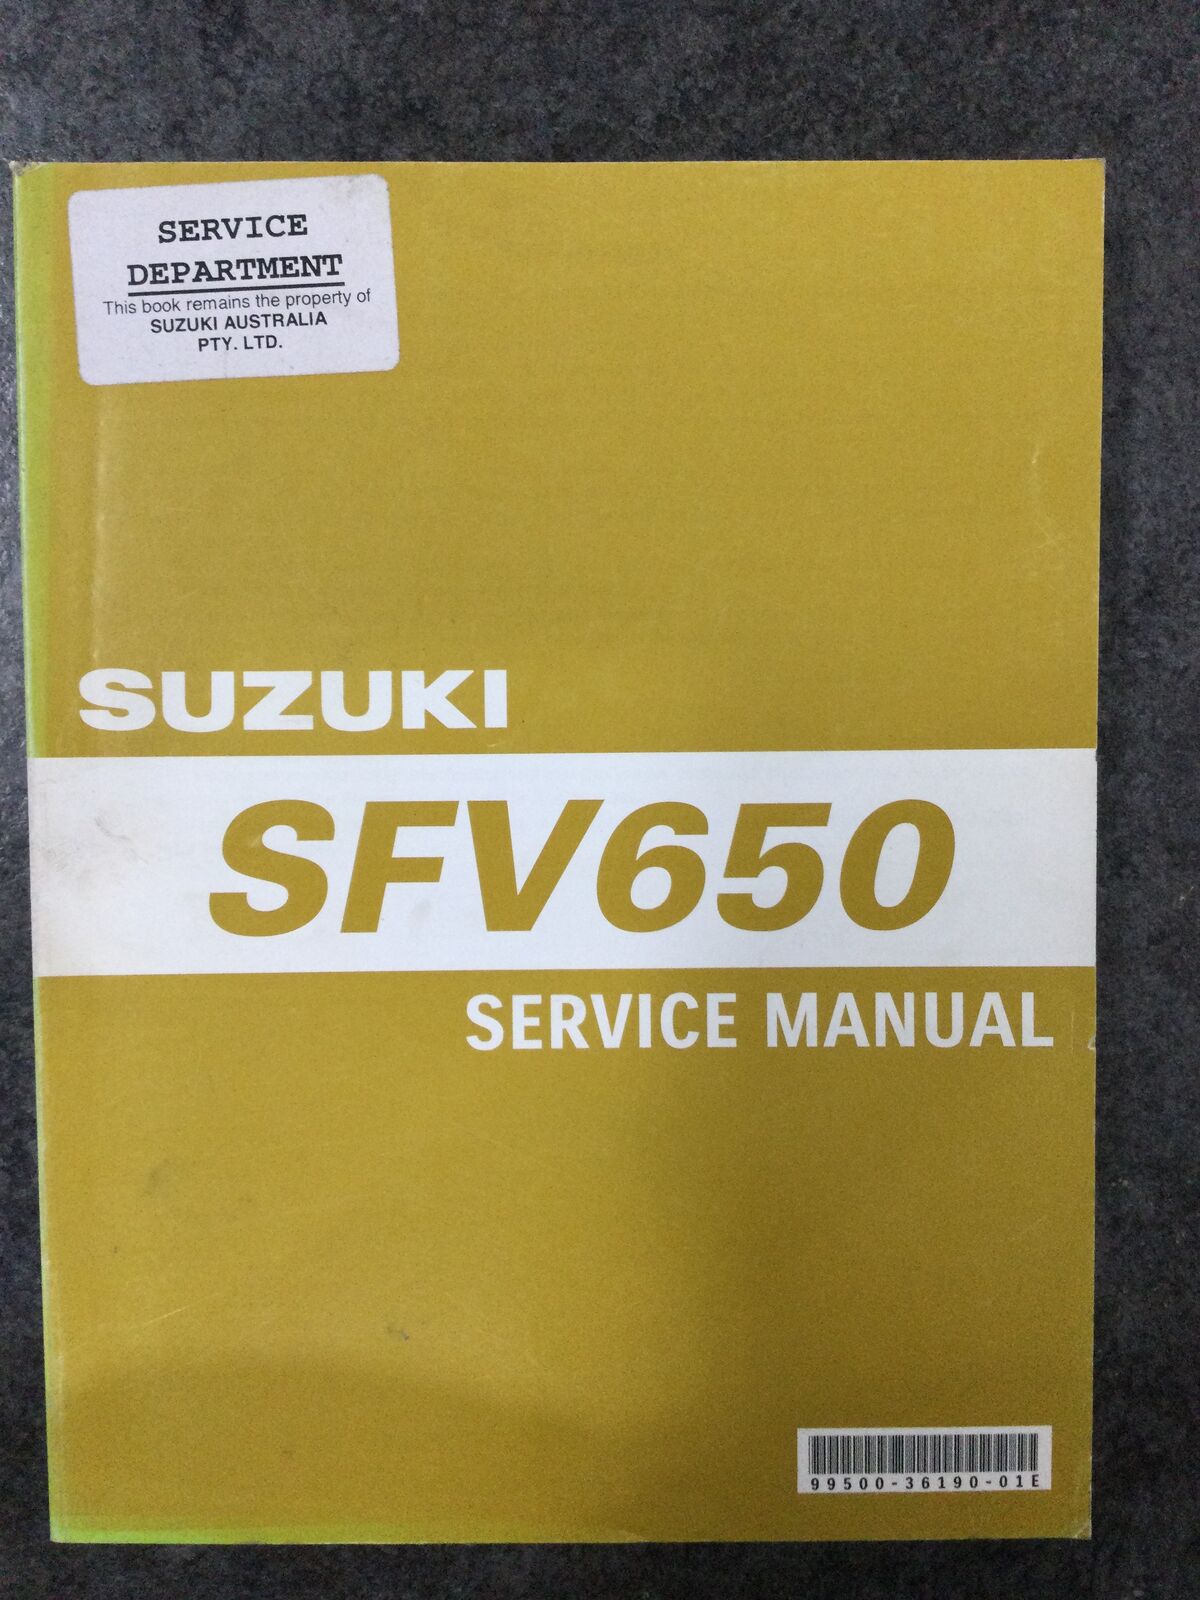 SERVICE
DEPARTMENT
This book remains the property of
SUZUKI AUSTRALIA
PTY. LTD.
SUZUKI
SFV650
SERVICE MANUAL
99500-36190-01E